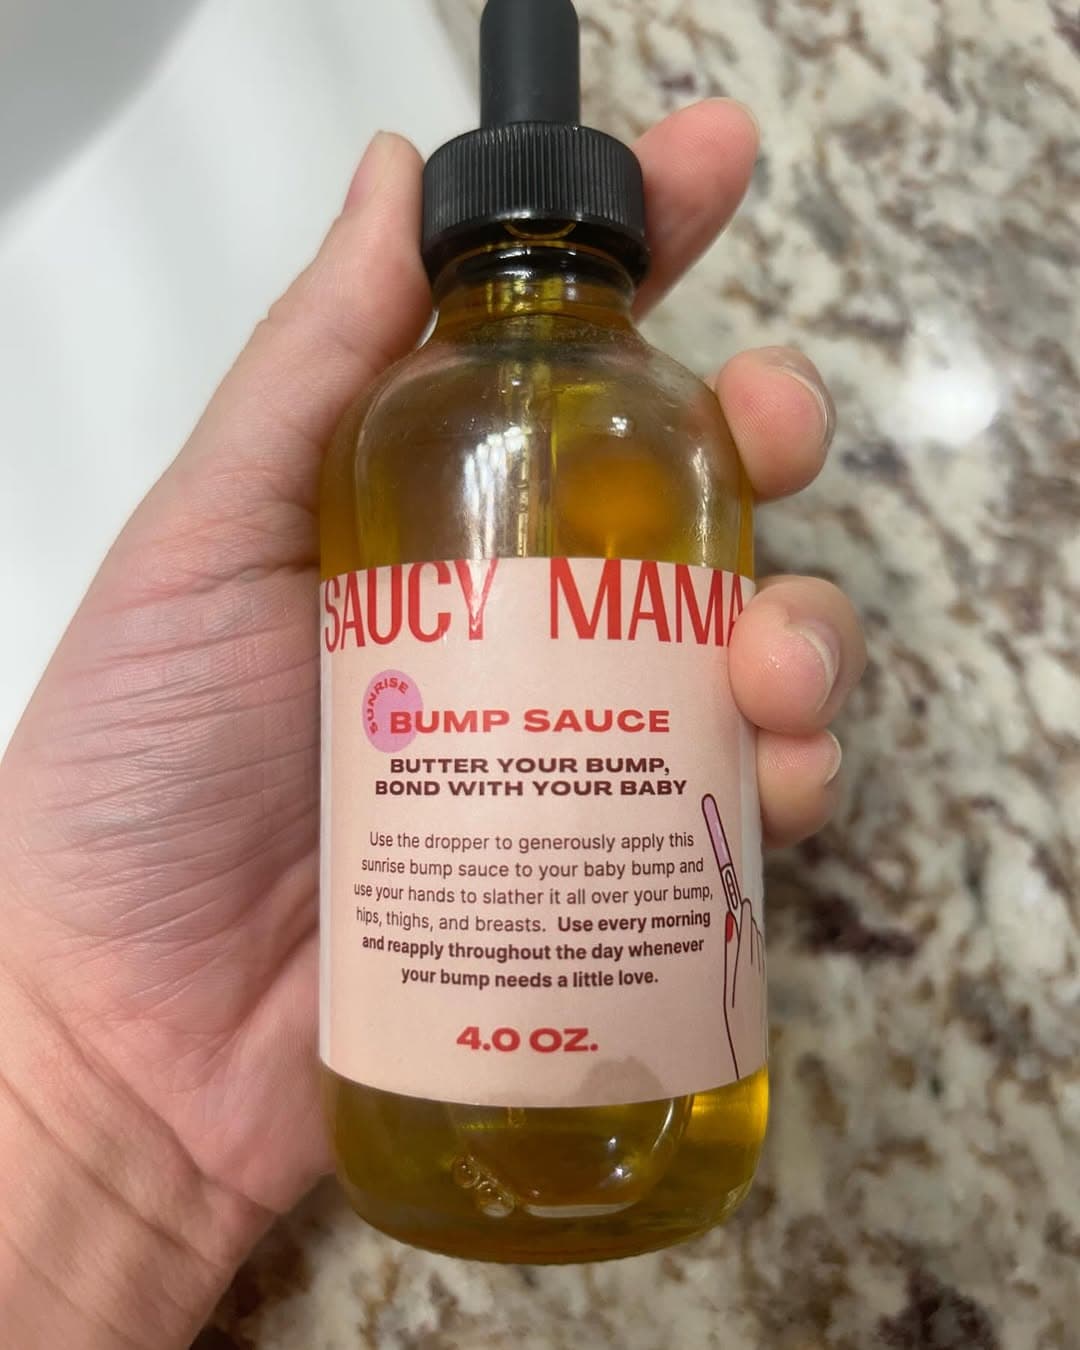 SAUCY MAMA
SUNRISE
BUMP SAUCE
BUTTER YOUR BUMP,
BOND WITH YOUR BABY
Use the dropper to generously apply this
sunrise bump sauce to your baby bump and
use your hands to slather it all over your bump,
hips, thighs, and breasts. Use every morning
and reapply throughout the day whenever
your bump needs a little love.
4.0 OZ.